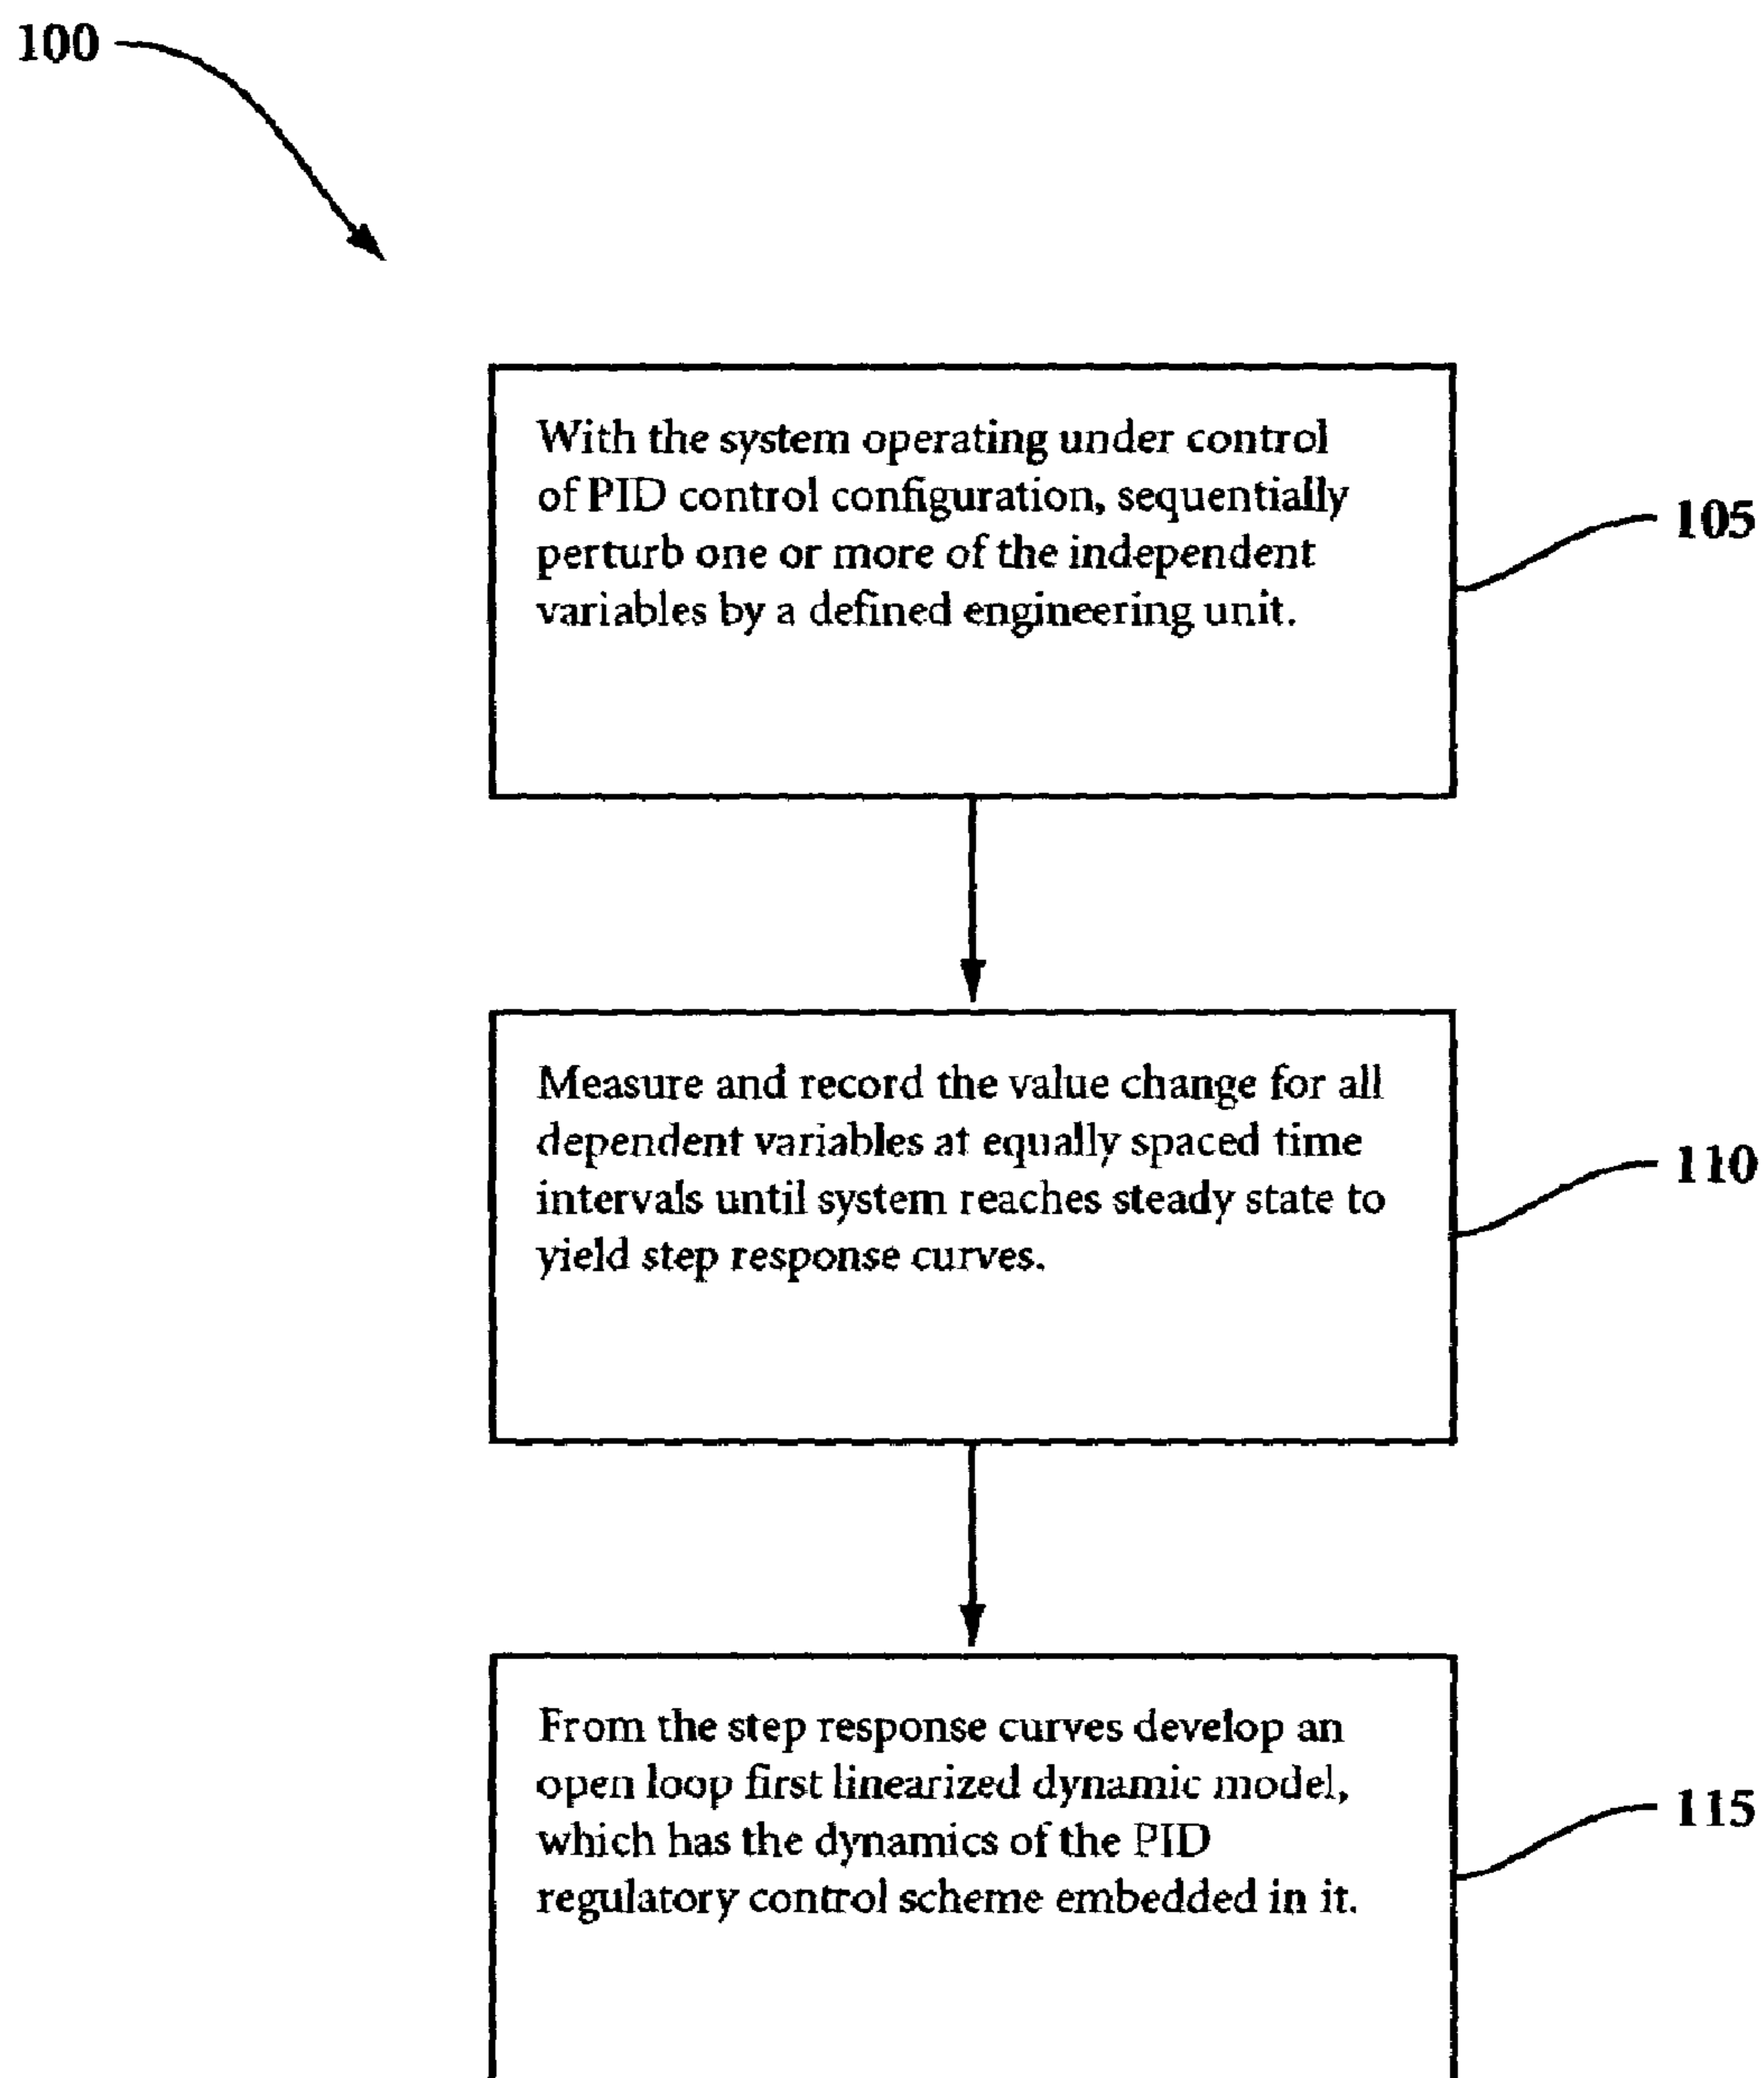 100
With the system operating under control
of PID control configuration, sequentially
perturb one or more of the independent
variables by a defined engineering unit.
105
Measure and record the value change for all
dependent variables at equally spaced time
intervals until system reaches steady state to
yield step response curves.
110
From the step response curves develop an
open loop first linearized dynamic model,
which has the dynamics of the PID
regulatory control scheme embedded in it.
115